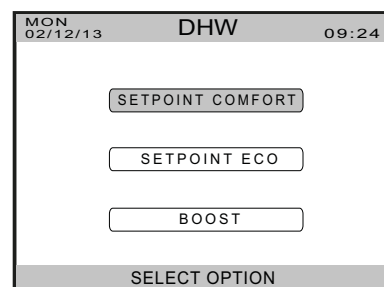 MON
DHW
02/12/13
09:24
SETPOINT COMFORT
SETPOINT ECO
BOOST
SELECT OPTION